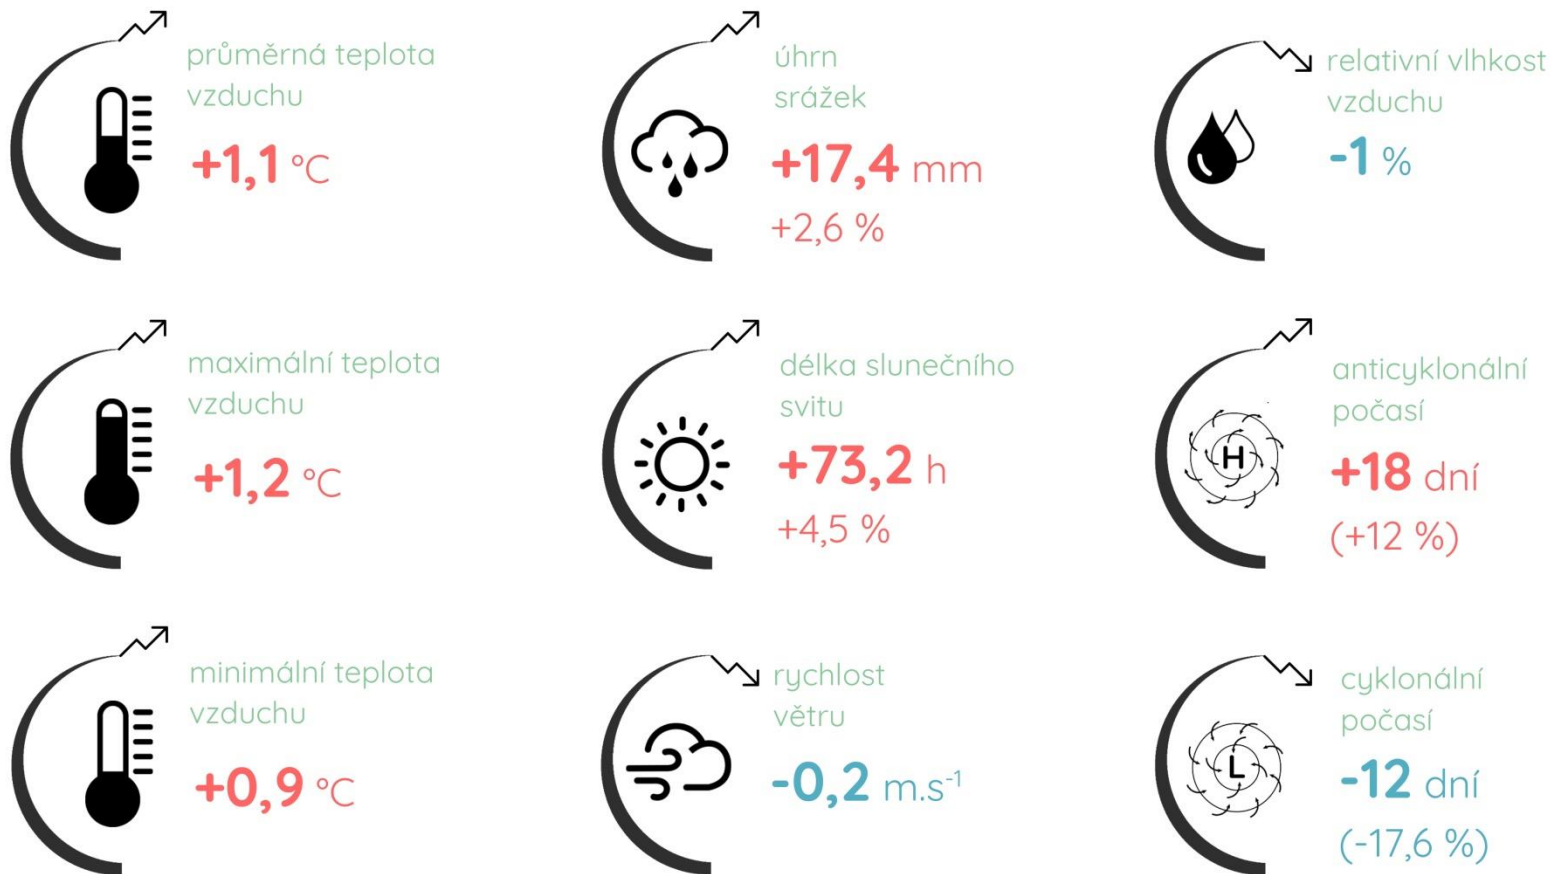 průměrná teplota
vzduchu
+1,1 °C
úhrn
srážek
+17,4 mm
+2,6 %
relativní vlhkost
vzduchu
-1 %
maximální teplota
vzduchu
+1,2 °C
délka slunečního
svitu
+73,2 h
+4,5 %
anticyklonální
počasí
H
+18 dní
(+12 %)
minimální teplota
vzduchu
+0,9 °C
rychlost
větru
-0,2 m.s⁻¹
cyklonální
počasí
L
-12 dní
(-17,6 %)